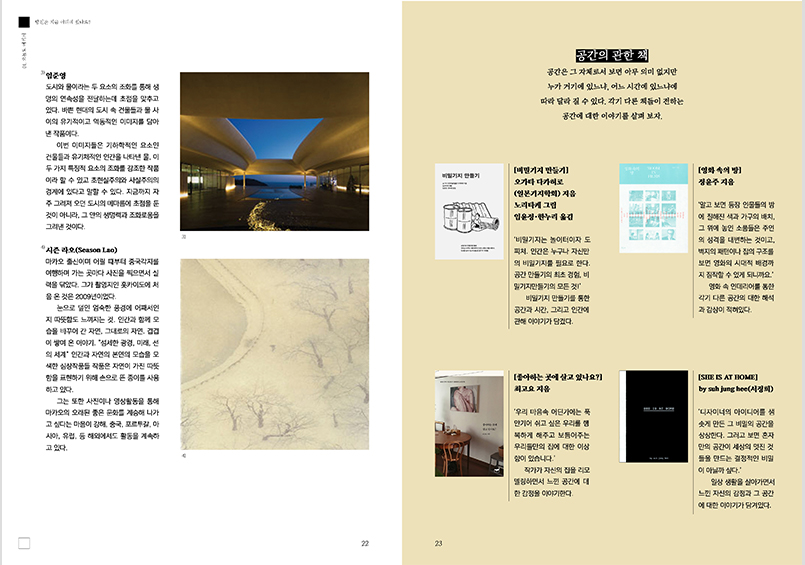 임준영
도시와 물이라는 두 요소의 조화를 통해 생
명의 연속성을 전달하는데 초점을 맞추고
있다. 바쁜 현대의 도시 속 건물들과 물 사
이의 유기적이고 역동적인 이미지를 담아
낸 작품이다.
이번 이미지들은 기하학적인 요소인
건물들과 유기체적인 인간을 나타낸 물, 이
두 가지 특징적 요소의 조화를 강조한 작품
이라 할 수 있고 초현실주의와 사실주의의
경계에 있다고 말할 수 있다. 지금까지 자
주 그려져 오던 도시의 테마들에 초점을 둔
것이 아니라, 그 안의 생명력과 조화로움을
그려낸 것이다.
시즌 라오(Season Lao)
마카오 출신이며 어릴 때부터 중국각지를
여행하며 가는 곳마다 사진을 찍으면서 실
력을 닦았다. 그가 촬영지인 홋카이도에 처
음 온 것은 2009년이었다.
눈으로 덮인 엄숙한 풍경에 어째서인
지 따뜻함도 느껴지는 것. 인간과 함께 모
습을 바꾸어 간 자연, 그대로의 자연, 겹겹
이 쌓여 온 이야기. "섬세한 광경, 미래, 선
의 세계" 인간과 자연의 본연의 모습을 모
색한 심상작품들 작품은 자연이 가진 따뜻
함을 표현하기 위해 손으로 뜬 종이를 사용
하고 있다.
그는 또한 사진이나 영상활동을 통해
마카오의 오래된 좋은 문화를 계승해 나가
고 싶다는 마음이 강해, 중국, 포르투갈, 아
시아, 유럽, 등 해외에서도 활동을 계속하
고 있다.
22
공간의 관한 책
공간은 그 자체로서 보면 아무 의미 없지만
누가 거기에 있느냐, 어느 시간에 있느냐에
따라 달라 질 수 있다. 각기 다른 책들이 전하는
공간에 대한 이야기를 살펴 보자.
비밀기지 만들기
[비밀기지 만들기]
오가타 다카히로
(일본기지학회) 지음
노리타케 그림
임윤정·한누리 옮김
'비밀기지'는 놀이터이자 도
피처. 인간은 누구나 자신만
의 비밀기지를 필요로 한다.
공간 만들기의 최초 경험, 비
밀기지만들기의 모든 것!'
비밀기지 만들기를 통한
공간과 시간, 그리고 인간에
관해 이야기가 담겼다.
[영화 속의 방]
정윤주 지음
'알고 보면 등장 인물들의 방
에 칠해진 색과 가구의 배치,
그 위에 놓인 소품들은 주인
의 성격을 대변하는 것이고,
벽지의 패턴이나 집의 구조를
보면 영화의 시대적 배경까
지 짐작할 수 있게 되니까요.'
영화 속 인테리어를 통한
각기 다른 공간의 대한 해석
과 감상이 적혀있다.
[좋아하는 곳에 살고 있나요?]
최고요 지음
'우리 마음속 어딘가에는 폭
안기어 쉬고 싶은 우리를 행
복하게 해주고 보듬어주는
우리들만의 집에 대한 이상
향이 있습니다.'
작가가 자신의 집을 리모
델링하면서 느낀 공간에 대
한 감정을 이야기한다.
SHE IS AT HOME
[SHE IS AT HOME]
by suh jung hee(서정희)
'디사이너의 아이니어를 샘
솟게 만든 그 비밀의 공간을
상상한다. 그러고 보면 혼자
만의 공간이 세상의 멋진 것
들을 만드는 결정적인 비밀
이 아닐까 싶다.'
일상 생활을 살아가면서
느낀 자신의 감정과 그 공간
에 대한 이야기가 담겨있다.
23